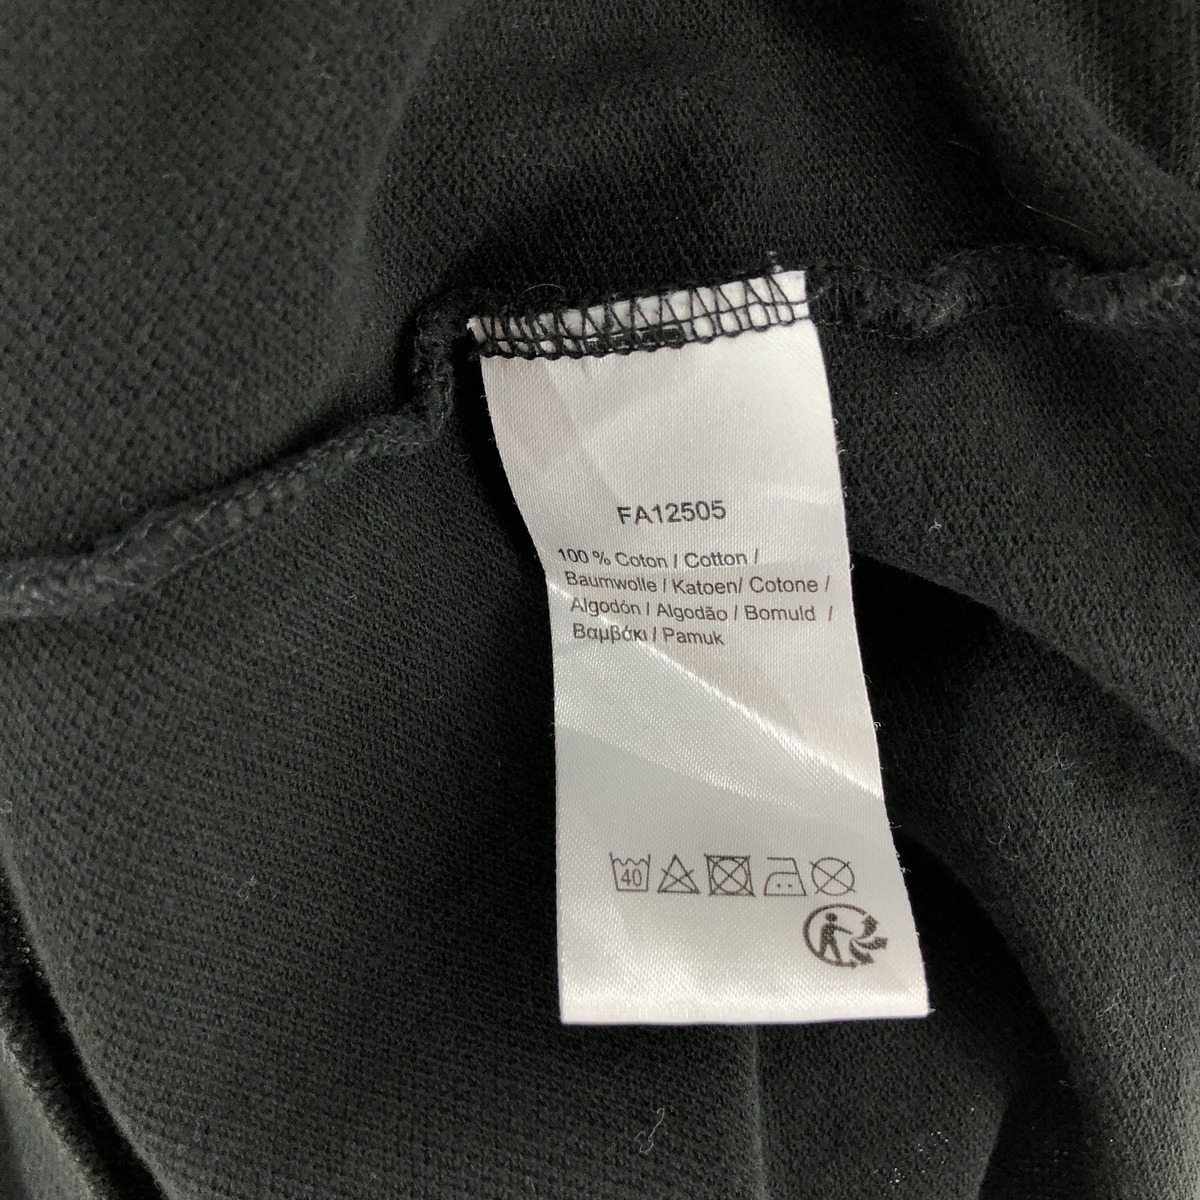 FA12505
100 % Coton / Cotton /
Baumwolle / Katoen/ Cotone /
Algodón / Algodão / Bomuld /
Βαμβάκι / Pamuk
40